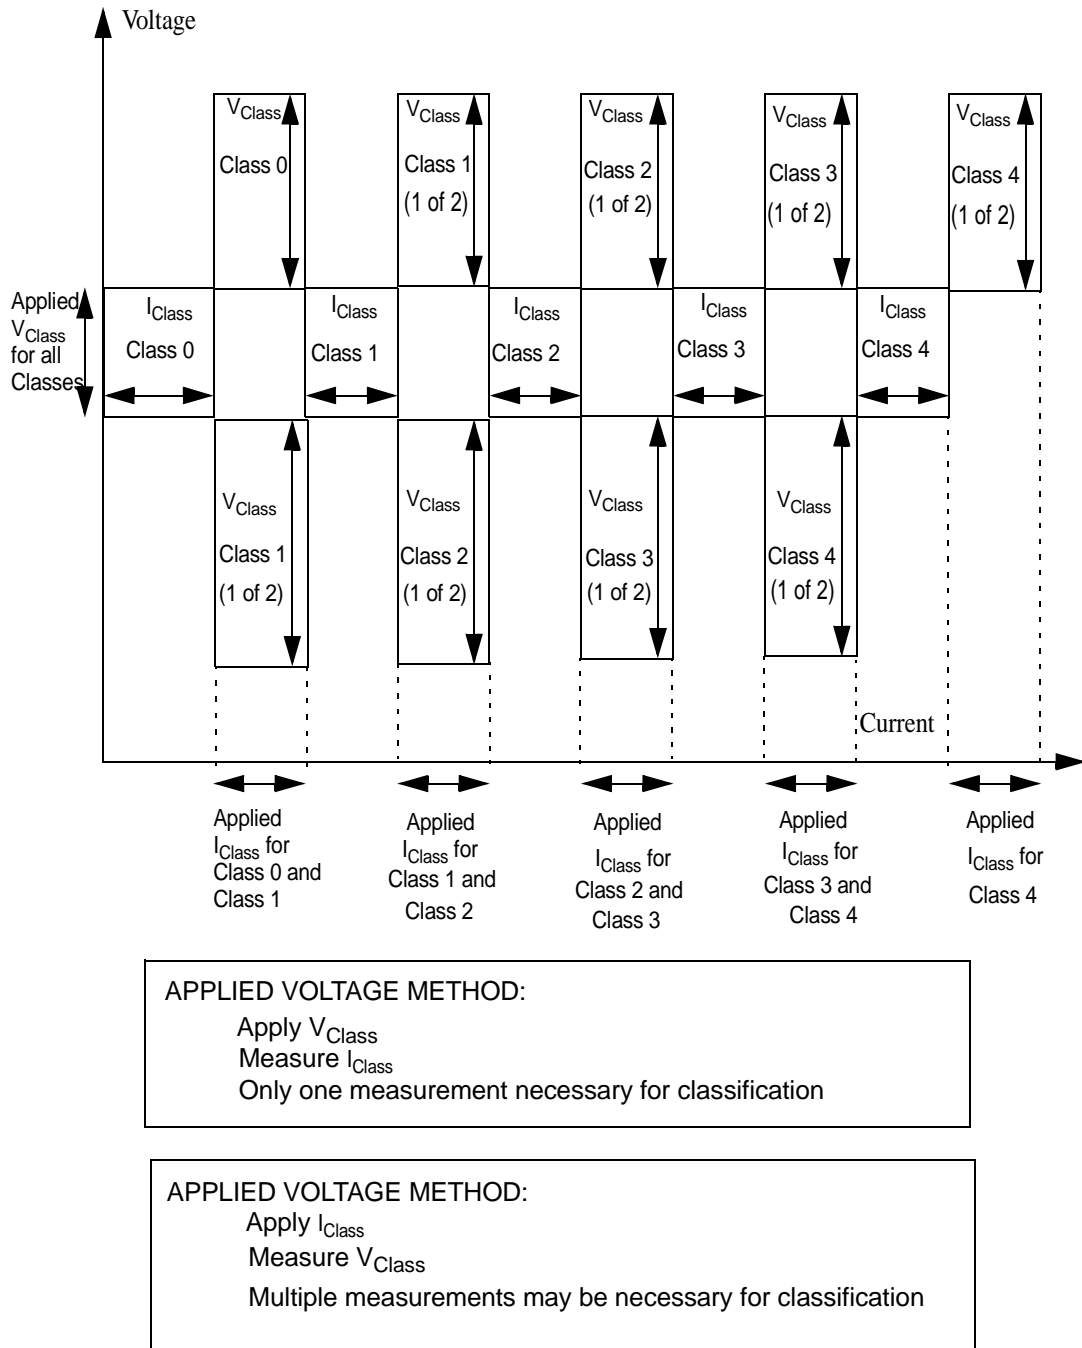 Voltage
VClass
Class 0
VClass
Class 1
(1 of 2)
VClass
Class 2
(1 of 2)
VClass
Class 3
(1 of 2)
VClass
Class 4
(1 of 2)
Applied
VClass
for all
Classes
IClass
Class 0
IClass
Class 1
IClass
Class 2
IClass
Class 3
IClass
Class 4
VClass
Class 1
(1 of 2)
VClass
Class 2
(1 of 2)
VClass
Class 3
(1 of 2)
VClass
Class 4
(1 of 2)
Current
Applied
IClass for
Class 0 and
Class 1
Applied
IClass for
Class 1 and
Class 2
Applied
IClass for
Class 2 and
Class 3
Applied
IClass for
Class 3 and
Class 4
Applied
IClass for
Class 4
APPLIED VOLTAGE METHOD:
Apply VClass
Measure IClass
Only one measurement necessary for classification
APPLIED VOLTAGE METHOD:
Apply IClass
Measure VClass
Multiple measurements may be necessary for classification